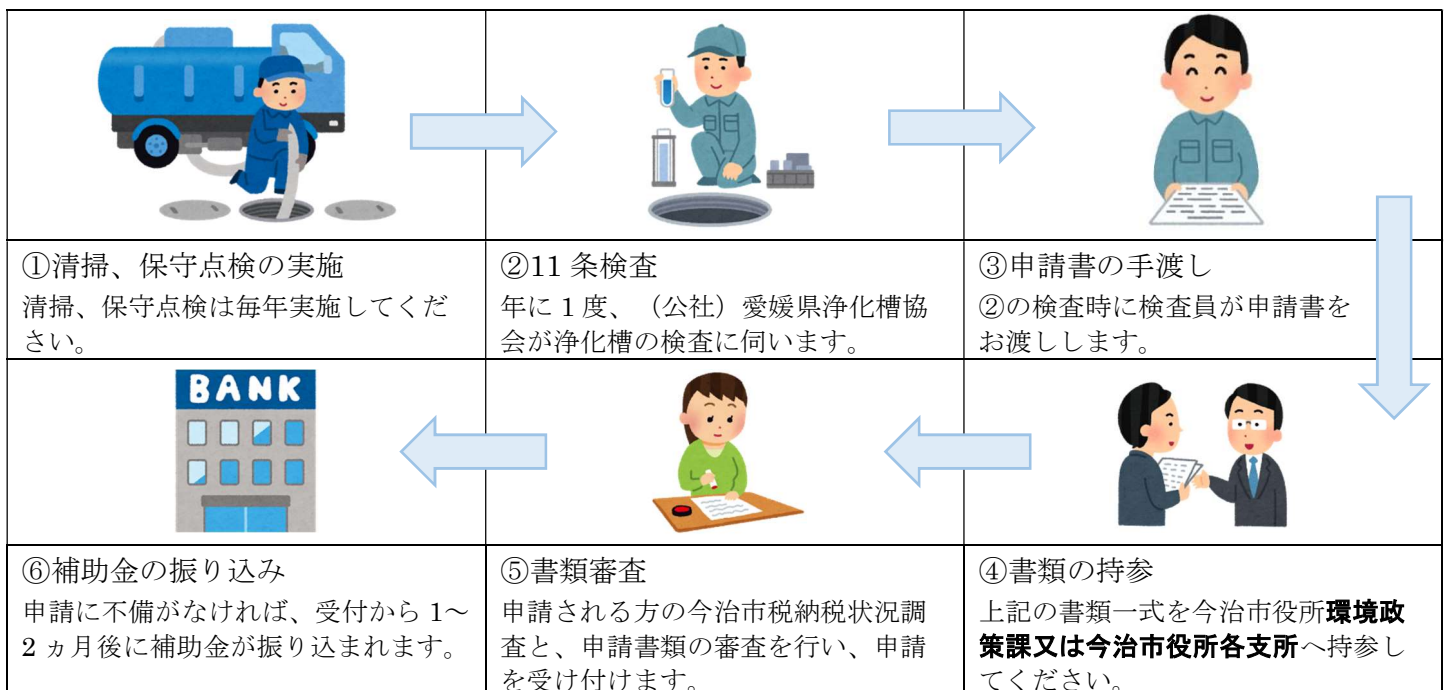 ①清掃、保守点検の実施
清掃、保守点検は毎年実施してくだ
さい。
②11 条検査
年に 1 度、（公社）愛媛県浄化槽協
会が浄化槽の検査に伺います。
③申請書の手渡し
②の検査時に検査員が申請書を
お渡しします。
BANK
⑥補助金の振り込み
申請に不備がなければ、受付から 1～
2 ヵ月後に補助金が振り込まれます。
⑤書類審査
申請される方の今治市税納税状況調
査と、申請書類の審査を行い、申請
を受け付けます。
④書類の持参
上記の書類一式を今治市役所環境政
策課又は今治市役所各支所へ持参し
てください。